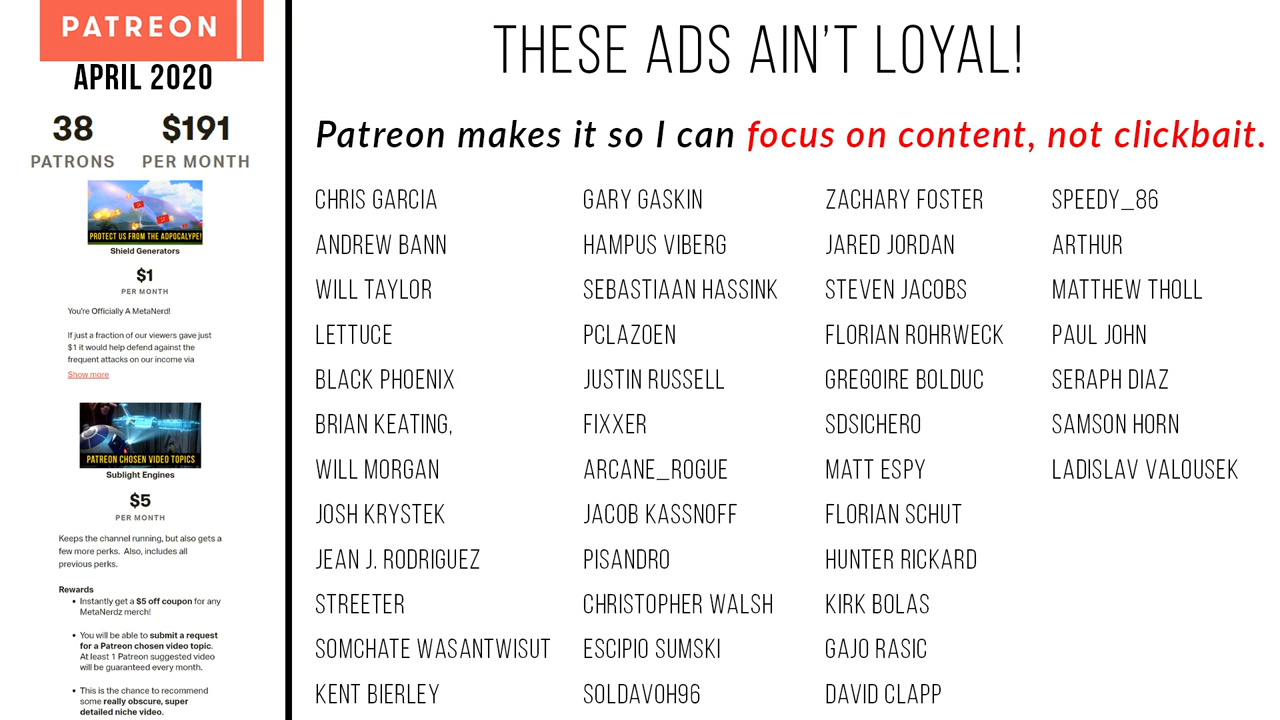 PATREON
APRIL 2020
38
PATRONS
$191
PER MONTH
PROTECT US FROM THE ADPOCALYPE!
Shield Generators
$1
PER MONTH
You're Officially A MetaNerd!
If just a fraction of our viewers gave just
$1 it would help defend against the
frequent attacks on our income via
Show more
PATREON CHOSEN VIDEO TOPICS
Sublight Engines
$5
PER MONTH
Keeps the channel running, but also gets a
few more perks. Also, includes all
previous perks.
Rewards
• Instantly get a $5 off coupon for any
MetaNerdz merch!
• You will be able to submit a request
for a Patreon chosen video topic.
At least 1 Patreon suggested video
will be guaranteed every month.
• This is the chance to recommend
some really obscure, super
detailed niche video.
THESE ADS AIN'T LOYAL!
Patreon makes it so I can focus on content, not clickbait.
CHRIS GARCIA
ANDREW BANN
WILL TAYLOR
LETTUCE
BLACK PHOENIX
BRIAN KEATING,
WILL MORGAN
JOSH KRYSTEK
JEAN J. RODRIGUEZ
STREETER
SOMCHATE WASANTWISUT
KENT BIERLEY
GARY GASKIN
HAMPUS VIBERG
SEBASTIAAN HASSINK
PCLAZOEN
JUSTIN RUSSELL
FIXXER
ARCANE_ROGUE
JACOB KASSNOFF
PISANDRO
CHRISTOPHER WALSH
ESCIPIO SUMSKI
SOLDAVOH96
ZACHARY FOSTER
JARED JORDAN
STEVEN JACOBS
FLORIAN ROHRWECK
GREGOIRE BOLDUC
SDSICHERO
MATT ESPY
FLORIAN SCHUT
HUNTER RICKARD
KIRK BOLAS
GAJO RASIC
DAVID CLAPP
SPEEDY_86
ARTHUR
MATTHEW THOLL
PAUL JOHN
SERAPH DIAZ
SAMSON HORN
LADISLAV VALOUSEK